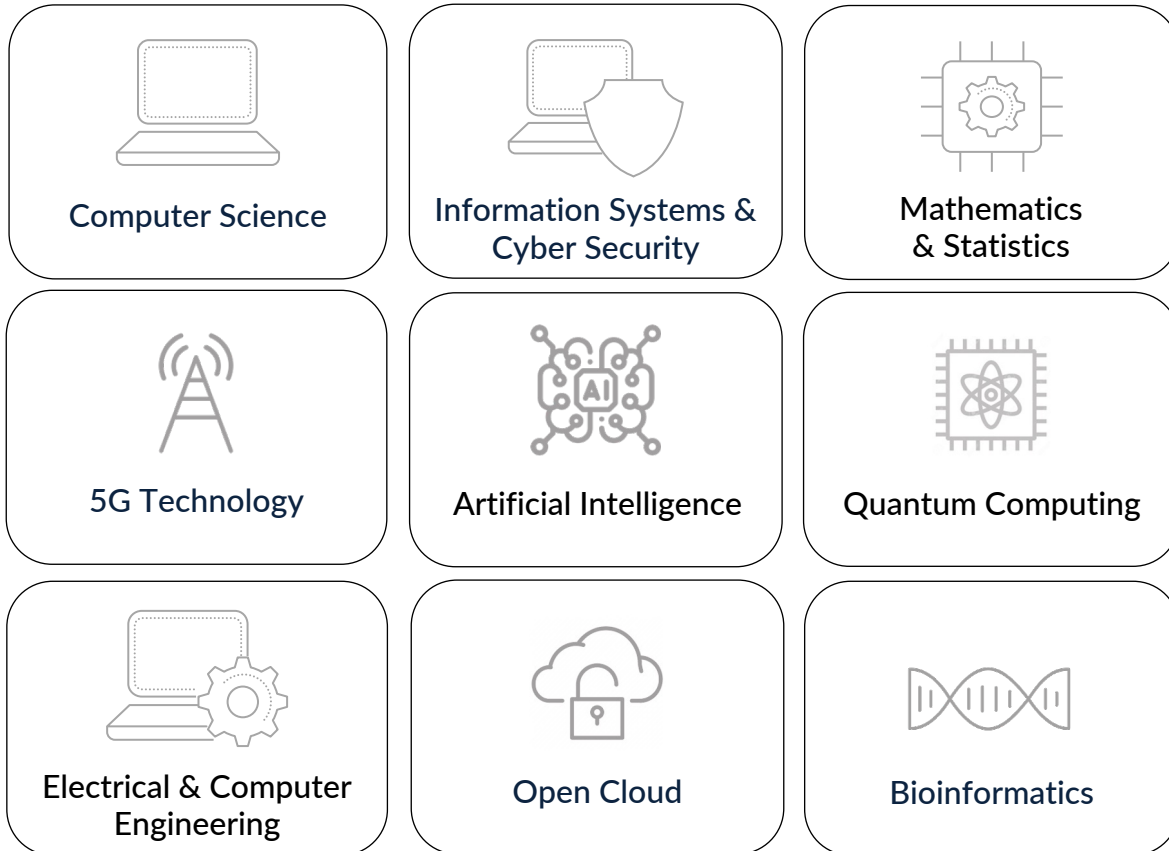 Computer Science
Information Systems &
Cyber Security
Mathematics
& Statistics
5G Technology
AI
Artificial Intelligence
Quantum Computing
Electrical & Computer
Engineering
Open Cloud
Bioinformatics